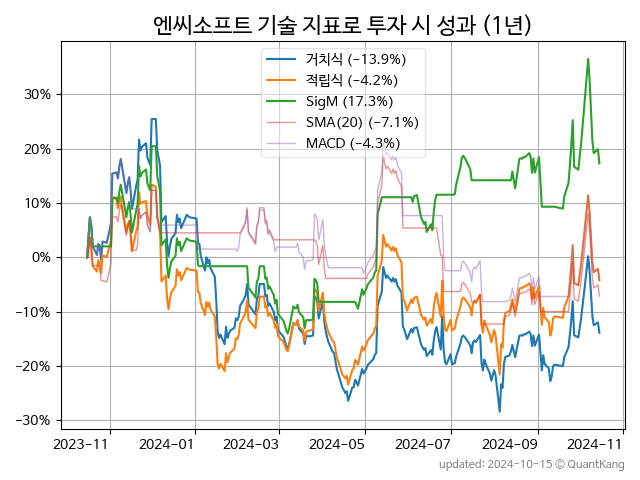 엔씨소프트 기술 지표로 투자 시 성과 (1년)
거치식 (−13.9%)
적립식 (−4.2%)
SigM (17.3%)
SMA(20) (−7.1%)
MACD (−4.3%)
30%
20%
10%
0%
−10%
−20%
−30%
2023−11 2024−01 2024−03 2024−05 2024−07 2024−09 2024−11
updated: 2024-10-15 © QuantKang